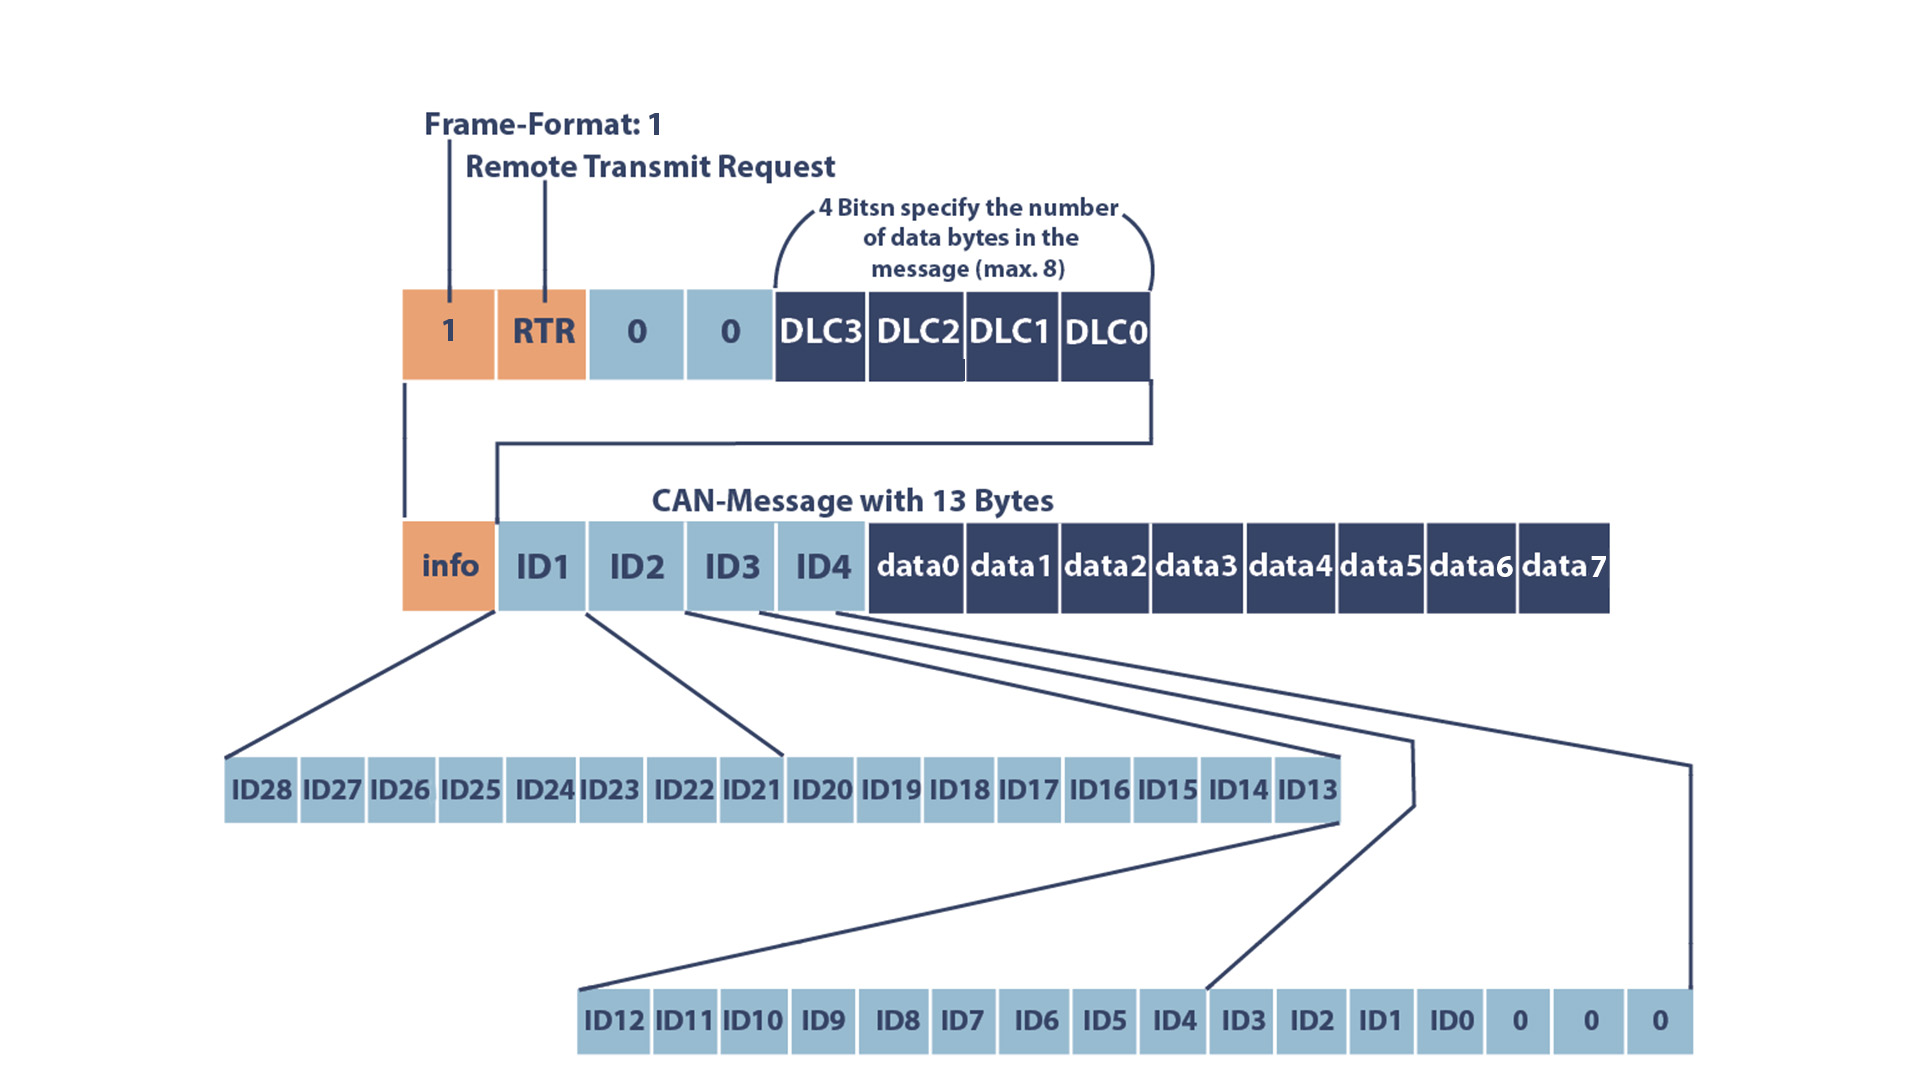 Frame-Format: 1
Remote Transmit Request
4 Bitsn specify the number
of data bytes in the
message (max. 8)
1 RTR 0 0 DLC3 DLC2 DLC1 DLC0
CAN-Message with 13 Bytes
info ID1 ID2 ID3 ID4 data0 data1 data2 data3 data4 data5 data6 data7
ID28 ID27 ID26 ID25 ID24 ID23 ID22 ID21 ID20 ID19 ID18 ID17 ID16 ID15 ID14 ID13
ID12 ID11 ID10 ID9 ID8 ID7 ID6 ID5 ID4 ID3 ID2 ID1 ID0 0 0 0